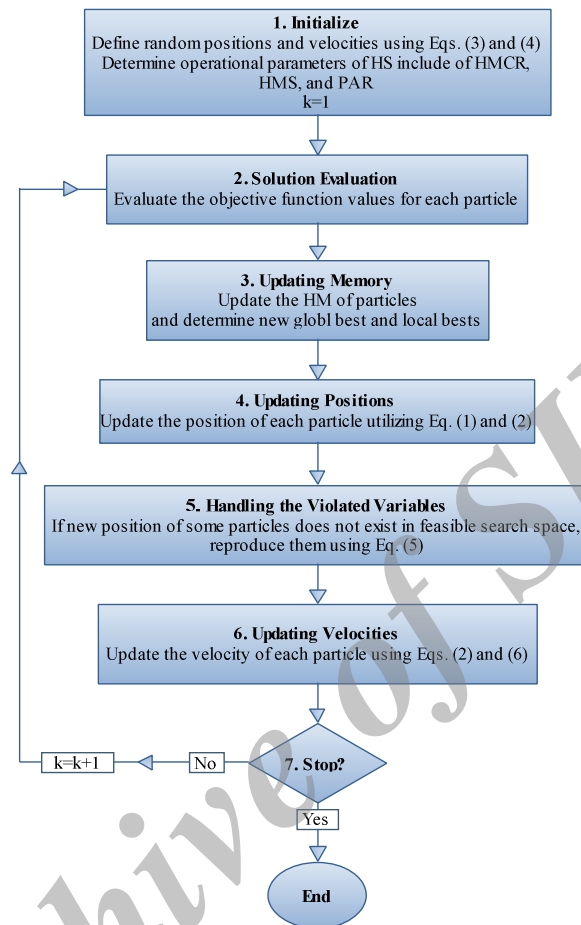 1. Initialize
Define random positions and velocities using Eqs. (3) and (4)
Determine operational parameters of HS include of HMCR,
HMS, and PAR
k=1
2. Solution Evaluation
Evaluate the objective function values for each particle
3. Updating Memory
Update the HM of particles
and determine new globl best and local bests
4. Updating Positions
Update the position of each particle utilizing Eq. (1) and (2)
5. Handling the Violated Variables
If new position of some particles does not exist in feasible search space,
reproduce them using Eq. (5)
6. Updating Velocities
Update the velocity of each particle using Eqs. (2) and (6)
7. Stop?
No
k=k+1
Yes
End
hive of